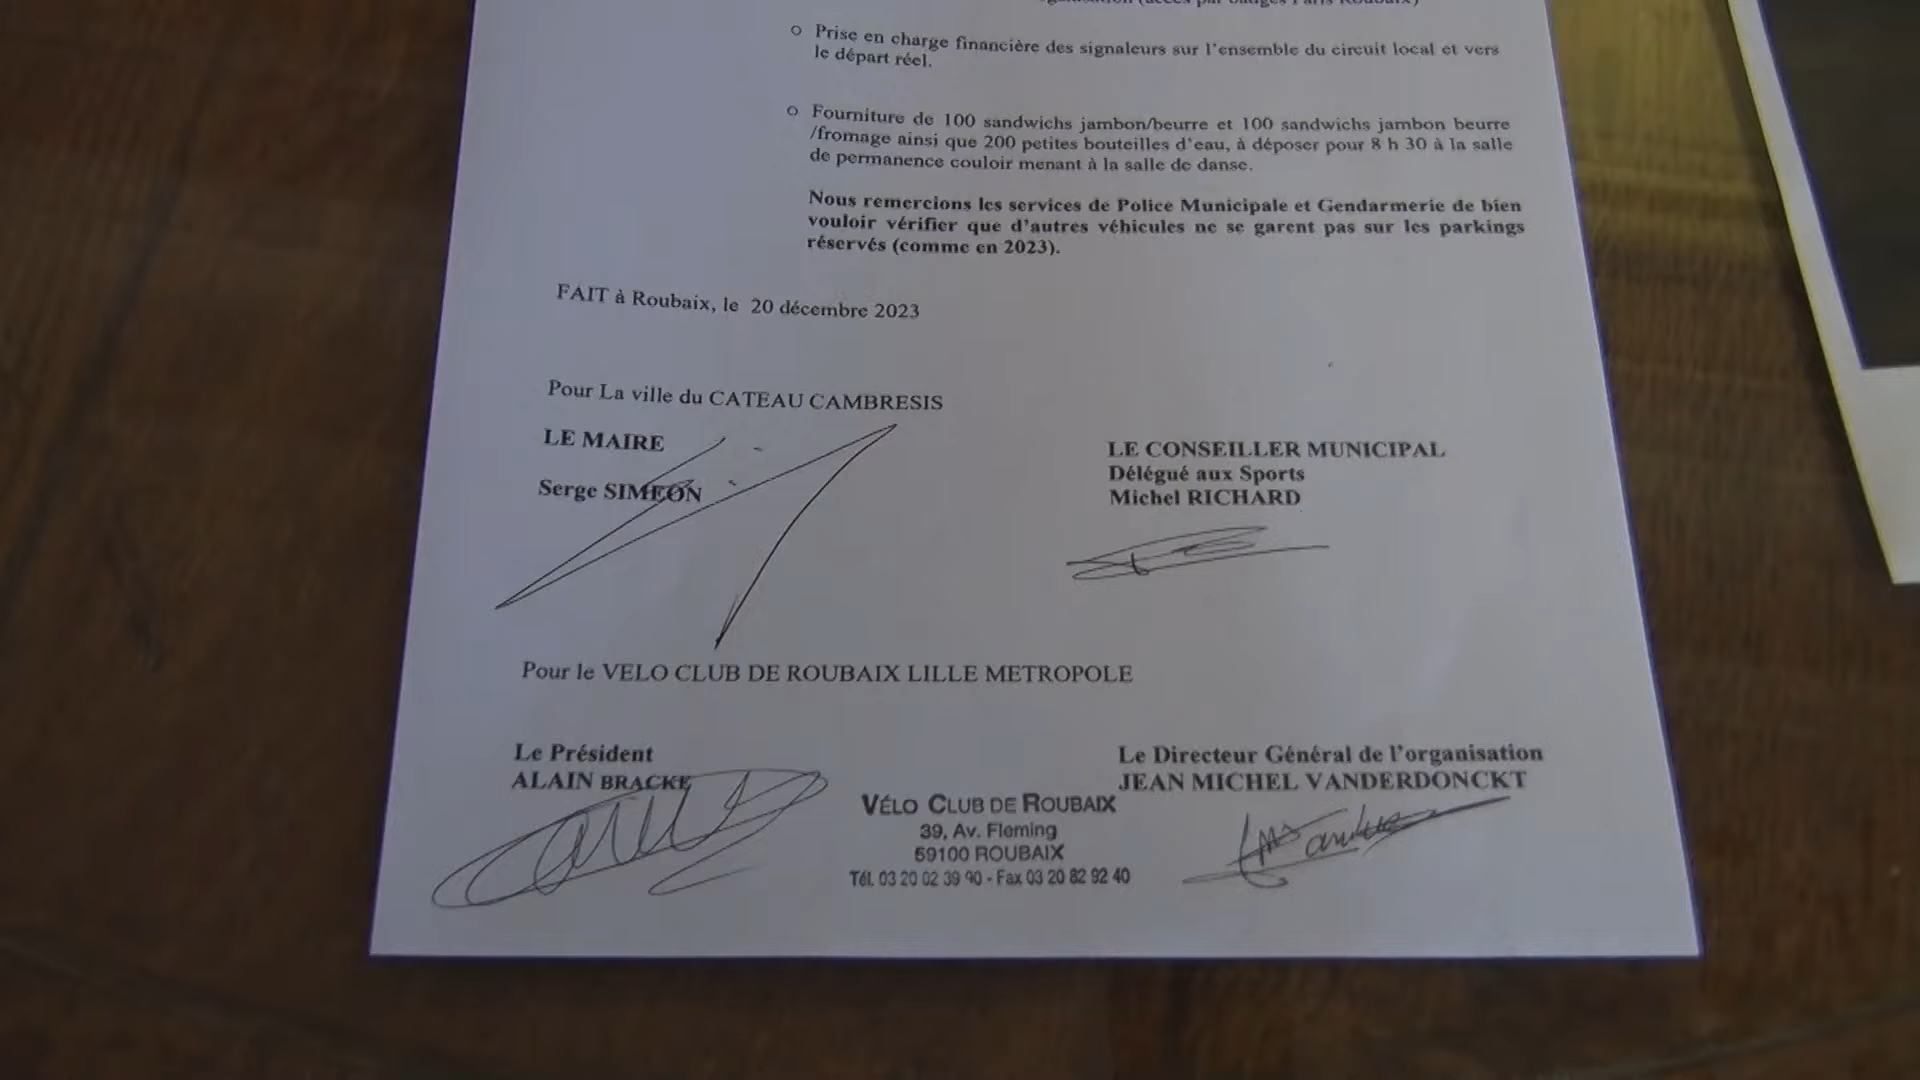 (accès par badges Paris Roubaix)
o Prise en charge financière des signaleurs sur l'ensemble du circuit local et vers
le départ réel.
o Fourniture de 100 sandwichs jambon/beurre et 100 sandwichs jambon beurre
/fromage ainsi que 200 petites bouteilles d'eau, à déposer pour 8 h 30 à la salle
de permanence couloir menant à la salle de danse.
Nous remercions les services de Police Municipale et Gendarmerie de bien
vouloir vérifier que d'autres véhicules ne se garent pas sur les parkings
réservés (comme en 2023).
FAIT à Roubaix, le 20 décembre 2023
Pour La ville du CATEAU CAMBRESIS
LE MAIRE
Serge SIMEON
LE CONSEILLER MUNICIPAL
Délégué aux Sports
Michel RICHARD
Pour le VELO CLUB DE ROUBAIX LILLE METROPOLE
Le Président
ALAIN BRACKE
Le Directeur Général de l'organisation
JEAN MICHEL VANDERDONCKT
VÉLO CLUB DE ROUBAIX
39, Av. Fleming
59100 ROUBAIX
Tél. 03 20 02 39 90 - Fax 03 20 82 92 40